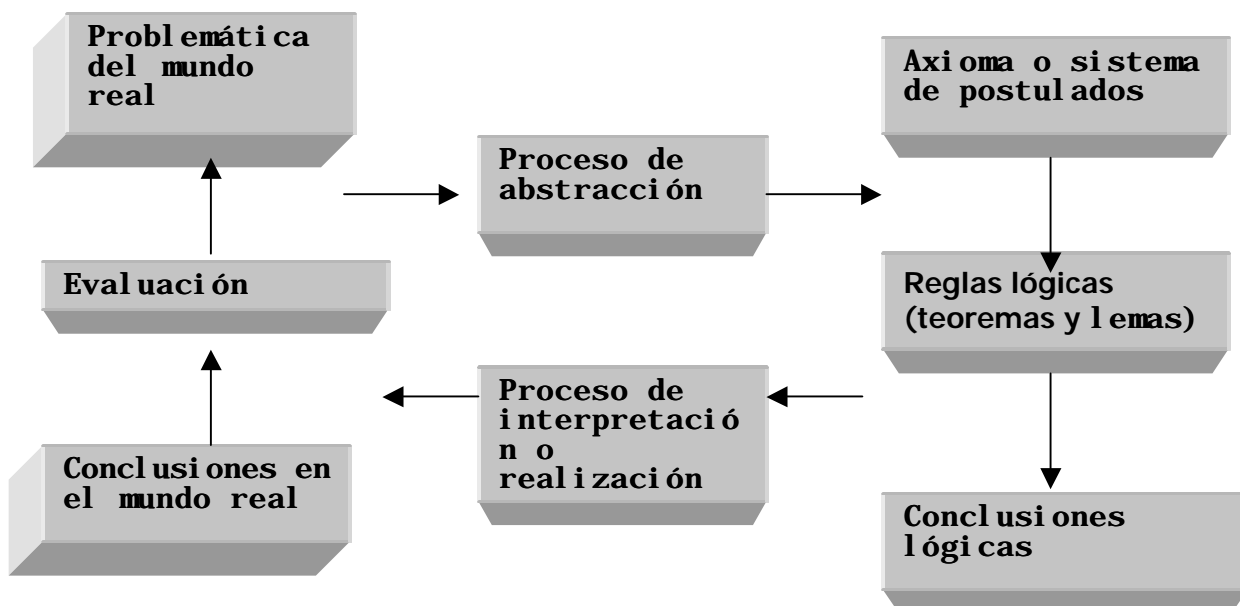 Problemática
del mundo
real
Axioma o sistema
de postulados
Proceso de
abstracción
Evaluación
Reglas lógicas
(teoremas y lemas)
Proceso de
interpretació
n o
realización
Conclusiones en
el mundo real
Conclusiones
lógicas